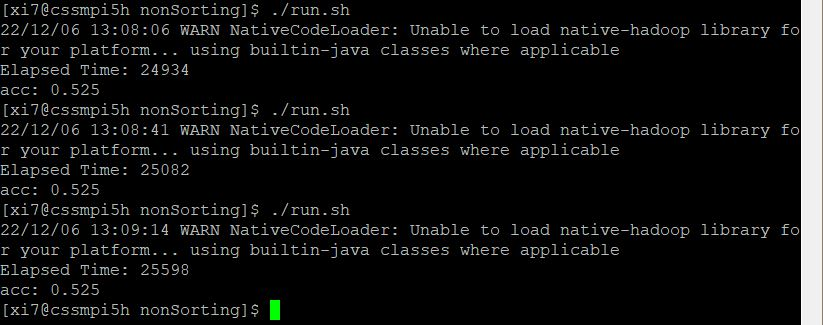 [xi7@cssmpi5h nonSorting]$ ./run.sh
22/12/06 13:08:06 WARN NativeCodeLoader: Unable to load native-hadoop library fo
r your platform... using builtin-java classes where applicable
Elapsed Time: 24934
acc: 0.525
[xi7@cssmpi5h nonSorting]$ ./run.sh
22/12/06 13:08:41 WARN NativeCodeLoader: Unable to load native-hadoop library fo
r your platform... using builtin-java classes where applicable
Elapsed Time: 25082
acc: 0.525
[xi7@cssmpi5h nonSorting]$ ./run.sh
22/12/06 13:09:14 WARN NativeCodeLoader: Unable to load native-hadoop library fo
r your platform... using builtin-java classes where applicable
Elapsed Time: 25598
acc: 0.525
[xi7@cssmpi5h nonSorting]$